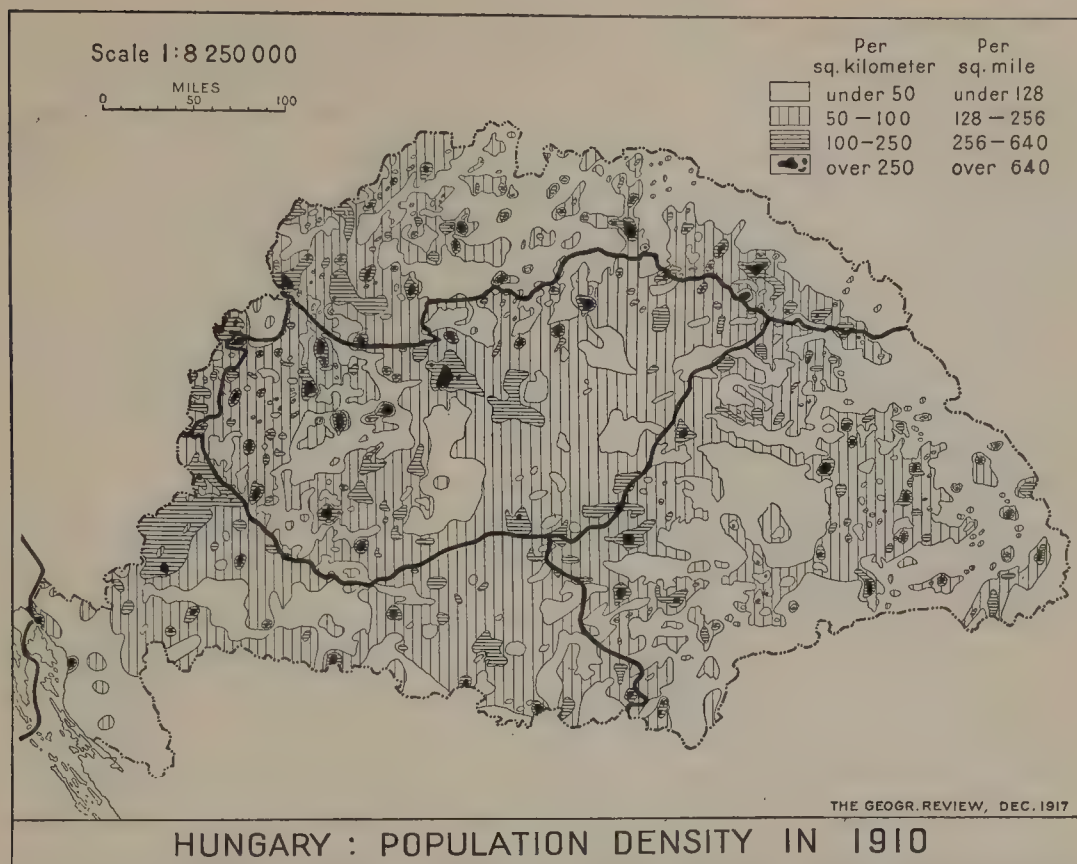 Scale 1:8 250 000
MILES
0 50 100
Per Per
sq. kilometer sq. mile
under 50 under 128
50 – 100 128 – 256
100 – 250 256 – 640
over 250 over 640
THE GEOGR. REVIEW, DEC. 1917
HUNGARY : POPULATION DENSITY IN 1910